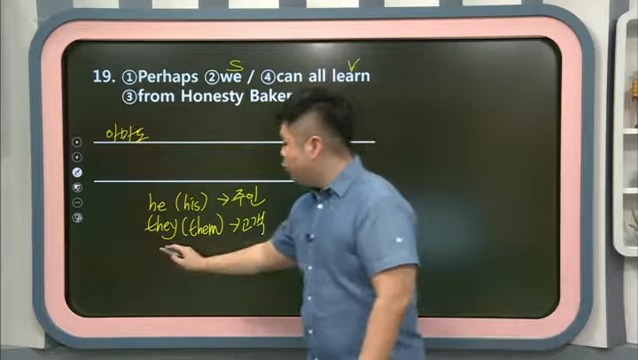 S V
19. ①Perhaps ②we / ④can all learn
③from Honesty Baker
아마도
he (his) → 주인
they (them) → 고객